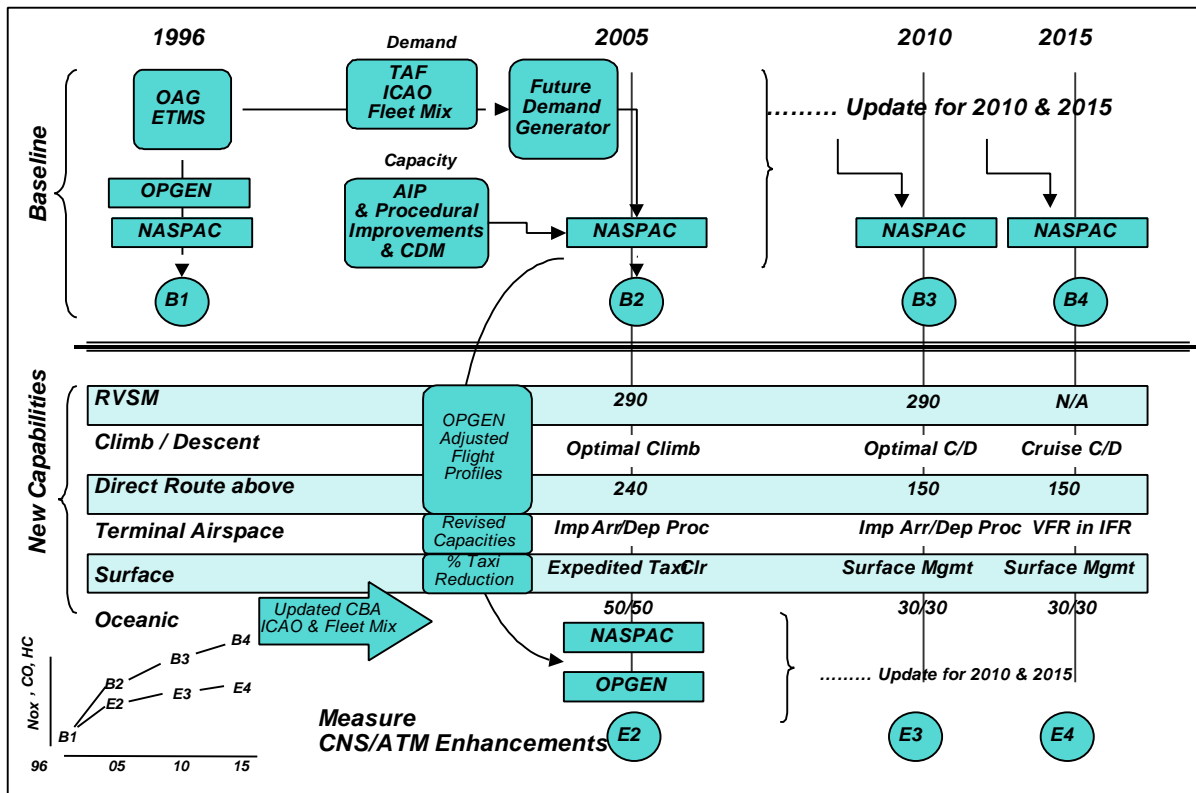 1996
Demand
2005
2010
2015
Baseline
OAG
ETMS
TAF
ICAO
Fleet Mix
Future
Demand
Generator
......... Update for 2010 & 2015
Capacity
OPGEN
NASPAC
AIP
& Procedural
Improvements
& CDM
NASPAC
NASPAC
NASPAC
B1
B2
B3
B4
New Capabilities
RVSM
290
290
N/A
OPGEN
Adjusted
Flight
Profiles
Climb / Descent
Optimal Climb
Optimal C/D
Cruise C/D
Direct Route above
240
150
150
Terminal Airspace
Revised
Capacities
Imp Arr/Dep Proc
Imp Arr/Dep Proc
VFR in IFR
Surface
% Taxi
Reduction
Expedited Taxi Clr
Surface Mgmt
Surface Mgmt
Oceanic
50/50
30/30
30/30
Updated CBA
ICAO & Fleet Mix
NASPAC
OPGEN
......... Update for 2010 & 2015
Nox , CO, HC
B4
B3
B2
E2
E3
E4
B1
96
05
10
15
Measure
CNS/ATM Enhancements
E2
E3
E4